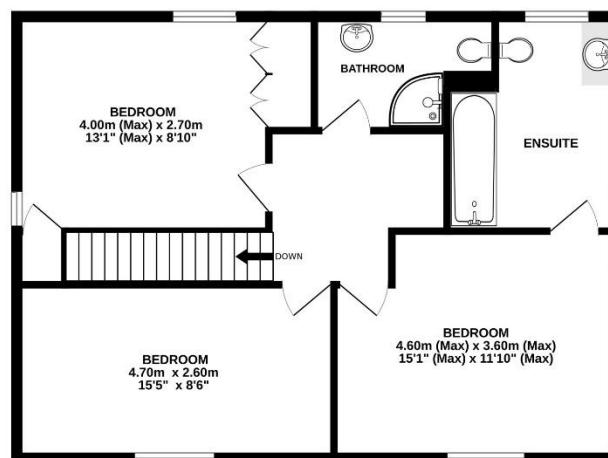 BATHROOM
BEDROOM
4.00m (Max) x 2.70m
13'1" (Max) x 8'10"
ENSUITE
DOWN
BEDROOM
4.70m x 2.60m
15'5" x 8'6"
BEDROOM
4.60m (Max) x 3.60m (Max)
15'1" (Max) x 11'10" (Max)